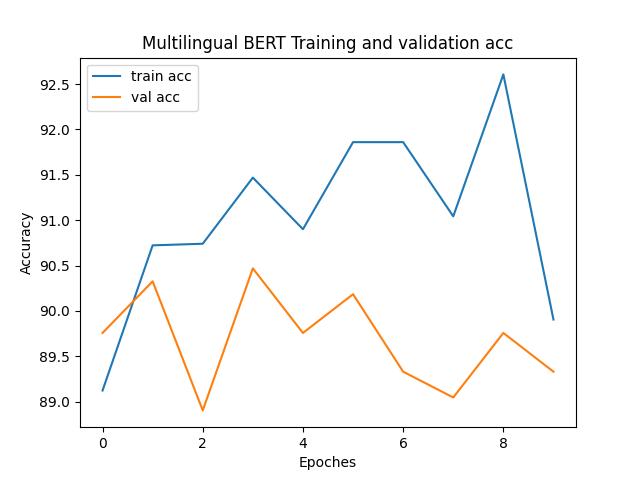 Multilingual BERT Training and validation acc
train acc
val acc
92.5
92.0
91.5
91.0
90.5
90.0
89.5
89.0
Accuracy
0 2 4 6 8
Epoches